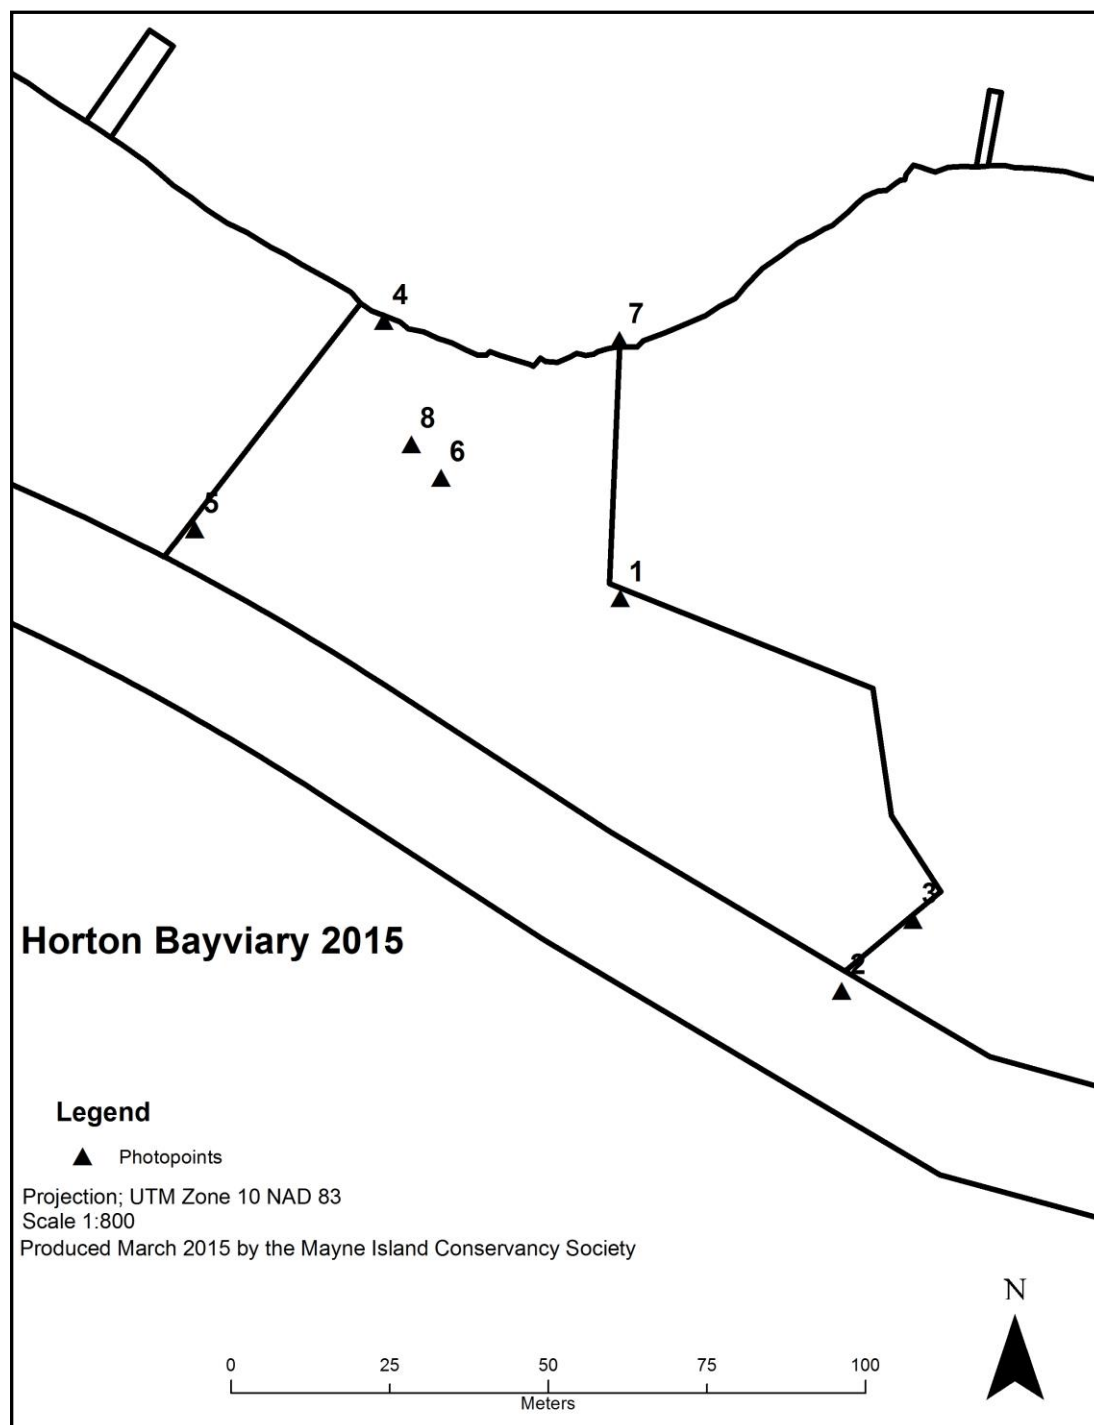 4
7
8
6
5
1
3
Horton Bayviary 2015
2
Legend
Photopoints
Projection; UTM Zone 10 NAD 83
Scale 1:800
Produced March 2015 by the Mayne Island Conservancy Society
N
0 25 50 75 100
Meters